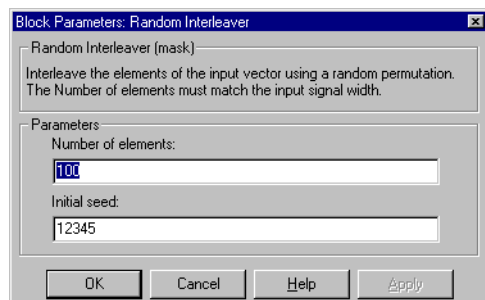 Block Parameters: Random Interleaver
Random Interleaver (mask)
Interleave the elements of the input vector using a random permutation.
The Number of elements must match the input signal width.
Parameters
Number of elements:
100
Initial seed:
12345
OK Cancel Help Apply